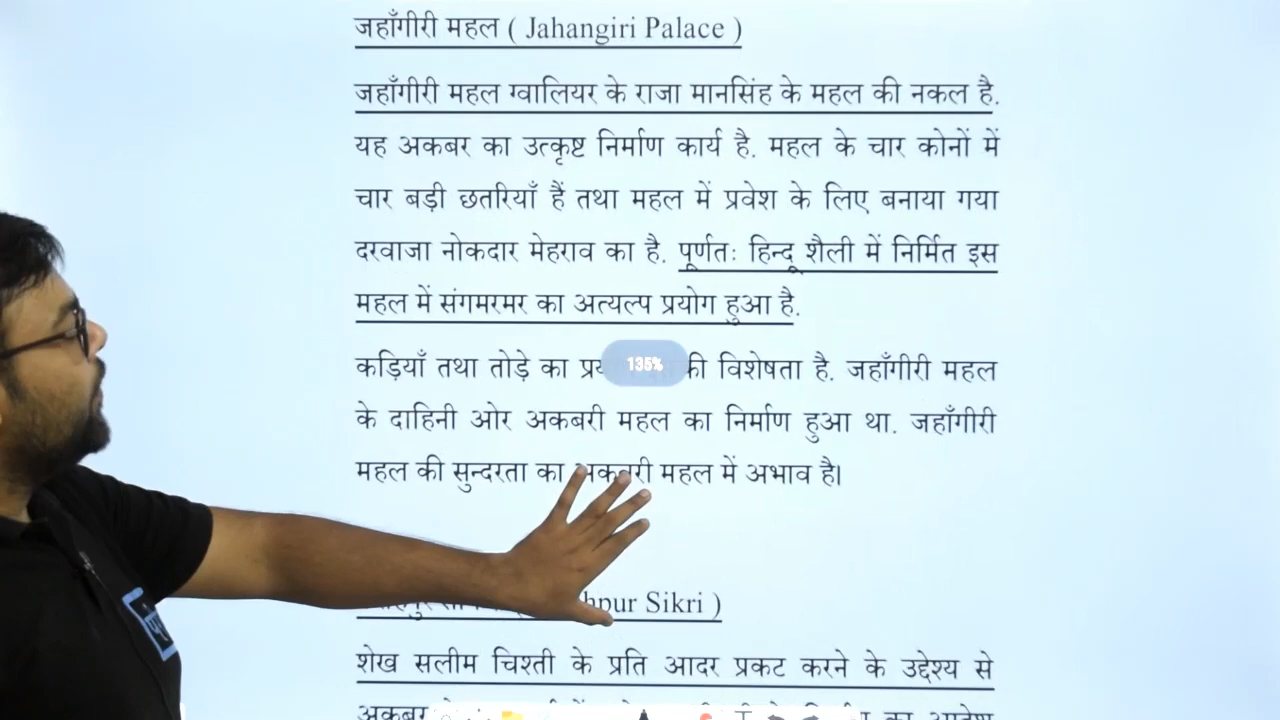 जहाँगीरी महल ( Jahangiri Palace )
जहाँगीरी महल ग्वालियर के राजा मानसिंह के महल की नकल है.
यह अकबर का उत्कृष्ट निर्माण कार्य है. महल के चार कोनों में
चार बड़ी छतरियाँ हैं तथा महल में प्रवेश के लिए बनाया गया
दरवाजा नोकदार मेहराव का है. पूर्णतः हिन्दू शैली में निर्मित इस
महल में संगमरमर का अत्यल्प प्रयोग हुआ है.
कड़ियाँ तथा तोड़े का 135% की विशेषता है. जहाँगीरी महल
के दाहिनी ओर अकबरी महल का निर्माण हुआ था. जहाँगीरी
महल की सुन्दरता का अकबरी महल में अभाव है।
Sikri )
शेख सलीम चिश्ती के प्रति आदर प्रकट करने के उद्देश्य से